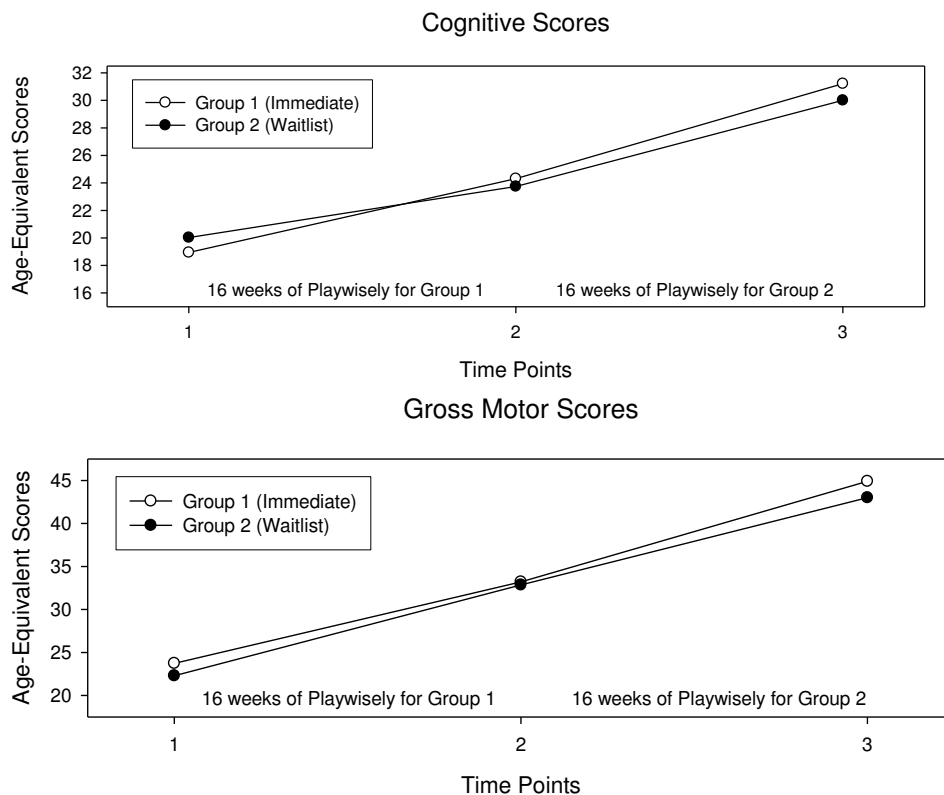 Cognitive Scores
Age-Equivalent Scores
32
30
28
26
24
22
20
18
16
Group 1 (Immediate)
Group 2 (Waitlist)
16 weeks of Playwisely for Group 1
16 weeks of Playwisely for Group 2
1
2
3
Time Points
Gross Motor Scores
Age-Equivalent Scores
45
40
35
30
25
20
Group 1 (Immediate)
Group 2 (Waitlist)
16 weeks of Playwisely for Group 1
16 weeks of Playwisely for Group 2
1
2
3
Time Points